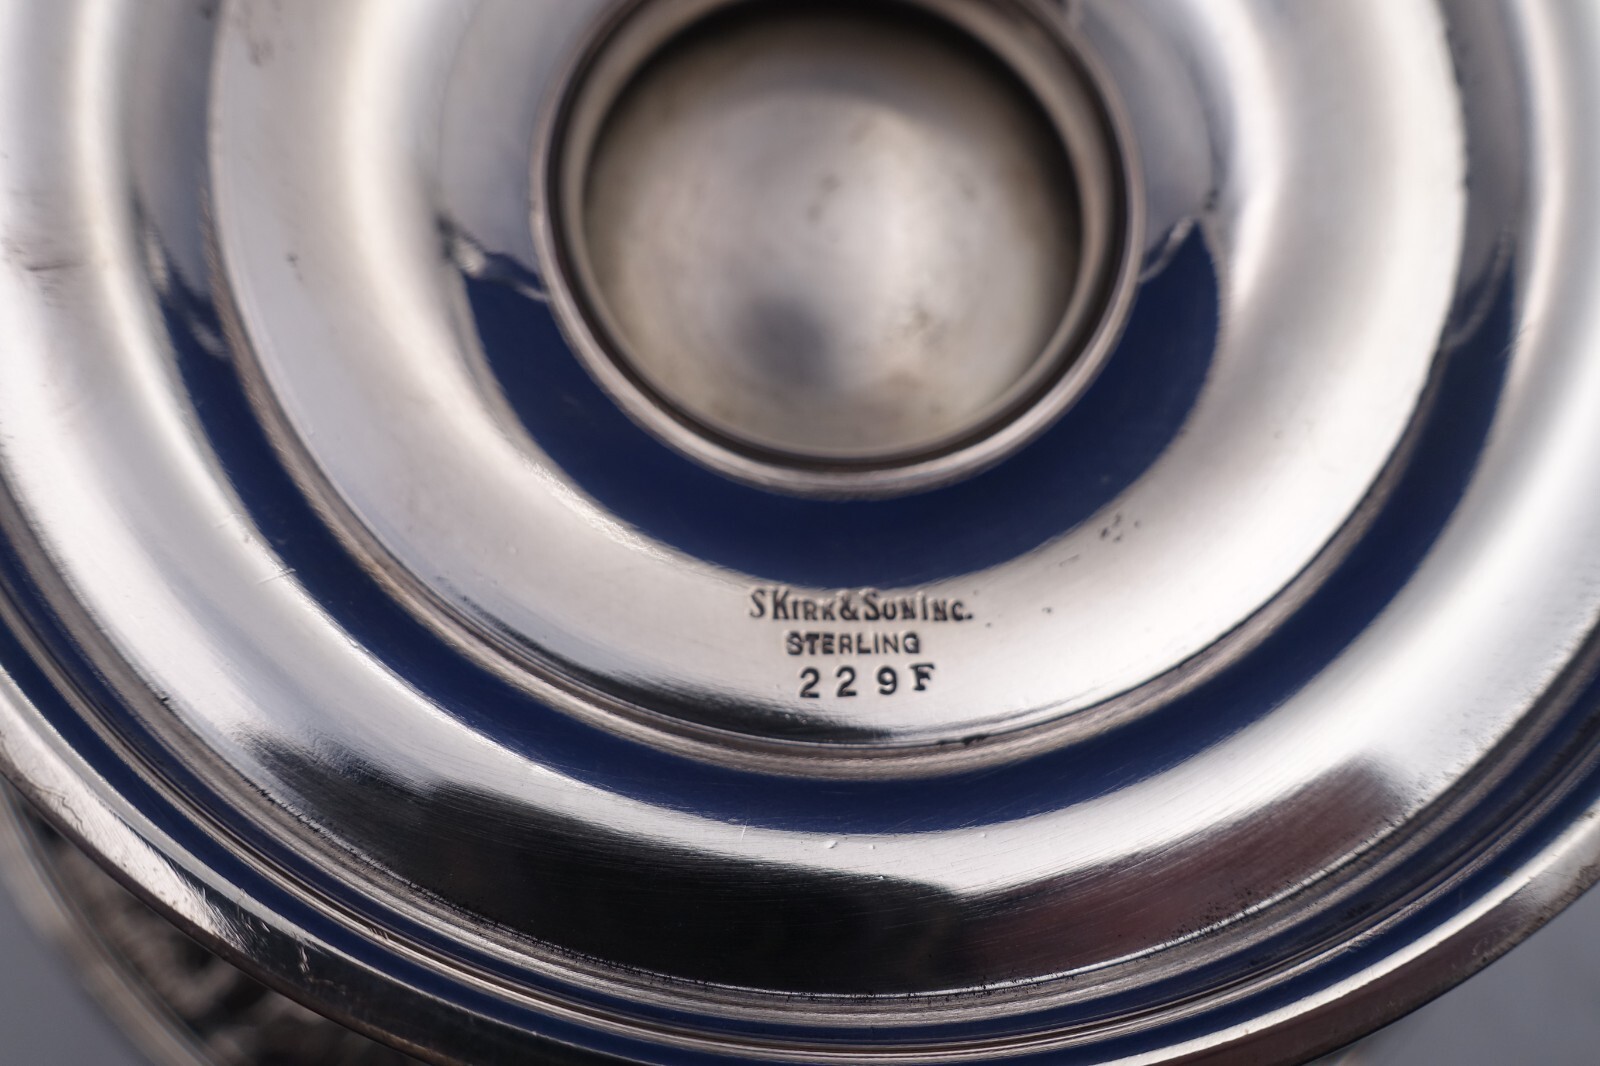 S KIRK & SON INC.
STERLING
229F